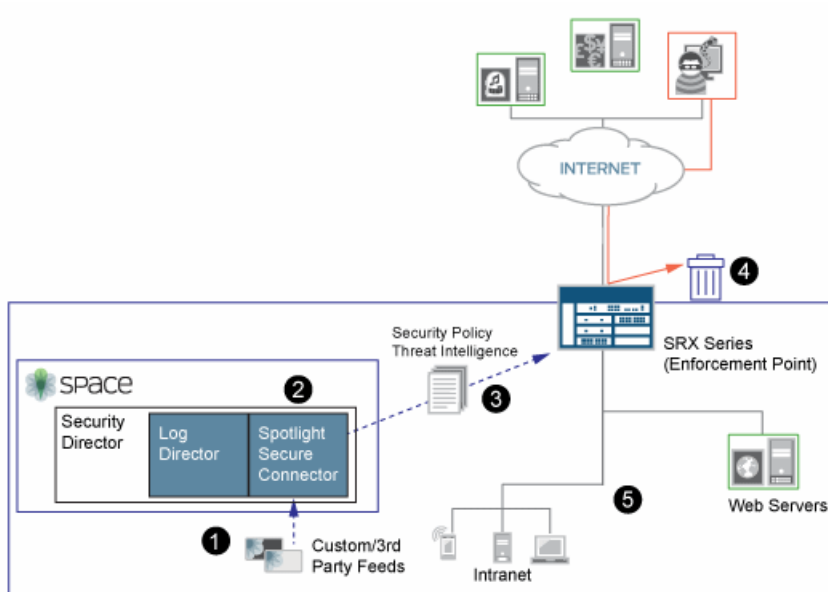 INTERNET
4
Security Policy
Threat Intelligence
SRX Series
(Enforcement Point)
space
2
3
Security
Director
Log
Director
Spotlight
Secure
Connector
5
Web Servers
1
Custom/3rd
Party Feeds
Intranet